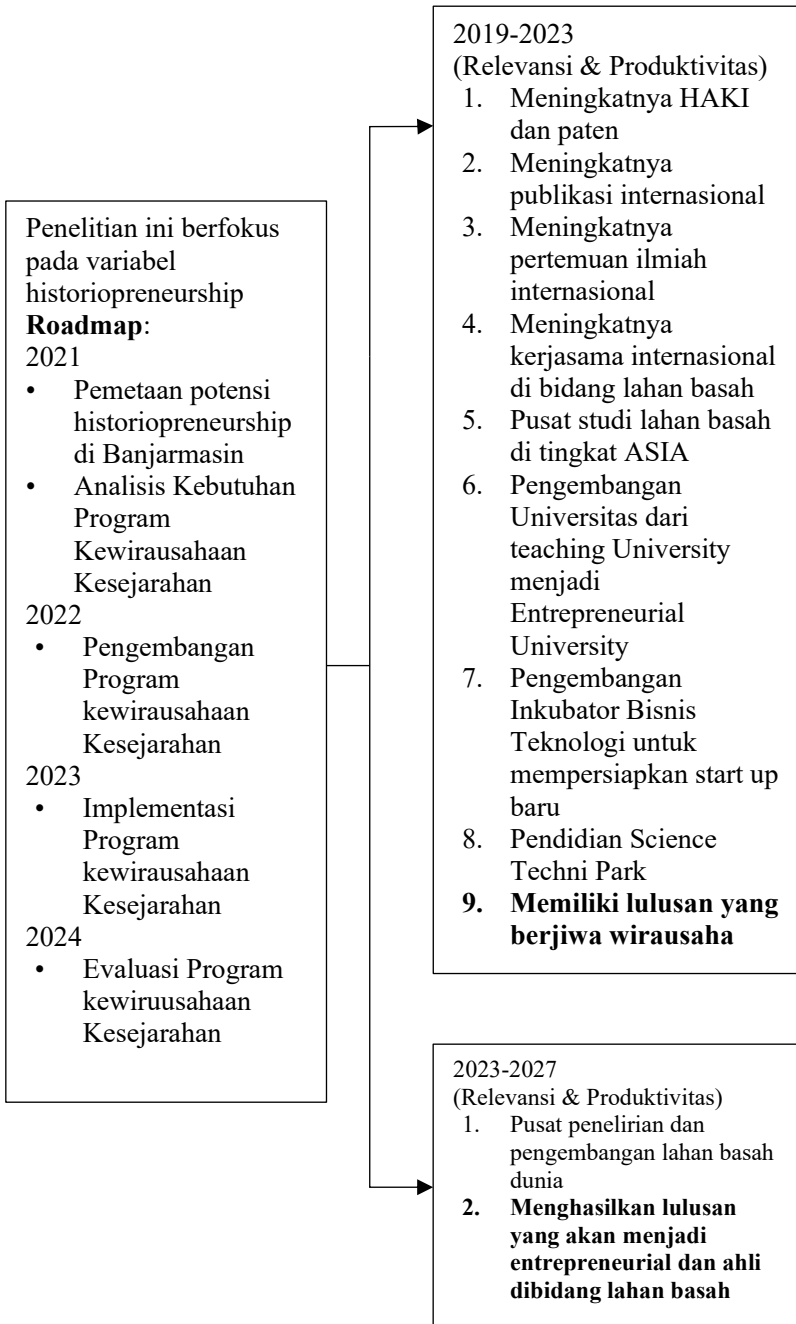 Penelitian ini berfokus
pada variabel
historiopreneurship
Roadmap:
2021
• Pemetaan potensi
historiopreneurship
di Banjarmasin
• Analisis Kebutuhan
Program
Kewirausahaan
Kesejarahan
2022
• Pengembangan
Program
kewirausahaan
Kesejarahan
2023
• Implementasi
Program
kewirausahaan
Kesejarahan
2024
• Evaluasi Program
kewiruusahaan
Kesejarahan
2019-2023
(Relevansi & Produktivitas)
1. Meningkatnya HAKI
dan paten
2. Meningkatnya
publikasi internasional
3. Meningkatnya
pertemuan ilmiah
internasional
4. Meningkatnya
kerjasama internasional
di bidang lahan basah
5. Pusat studi lahan basah
di tingkat ASIA
6. Pengembangan
Universitas dari
teaching University
menjadi
Entrepreneurial
University
7. Pengembangan
Inkubator Bisnis
Teknologi untuk
mempersiapkan start up
baru
8. Pendidian Science
Techni Park
9. Memiliki lulusan yang
berjiwa wirausaha
2023-2027
(Relevansi & Produktivitas)
1. Pusat penelirian dan
pengembangan lahan basah
dunia
2. Menghasilkan lulusan
yang akan menjadi
entrepreneurial dan ahli
dibidang lahan basah